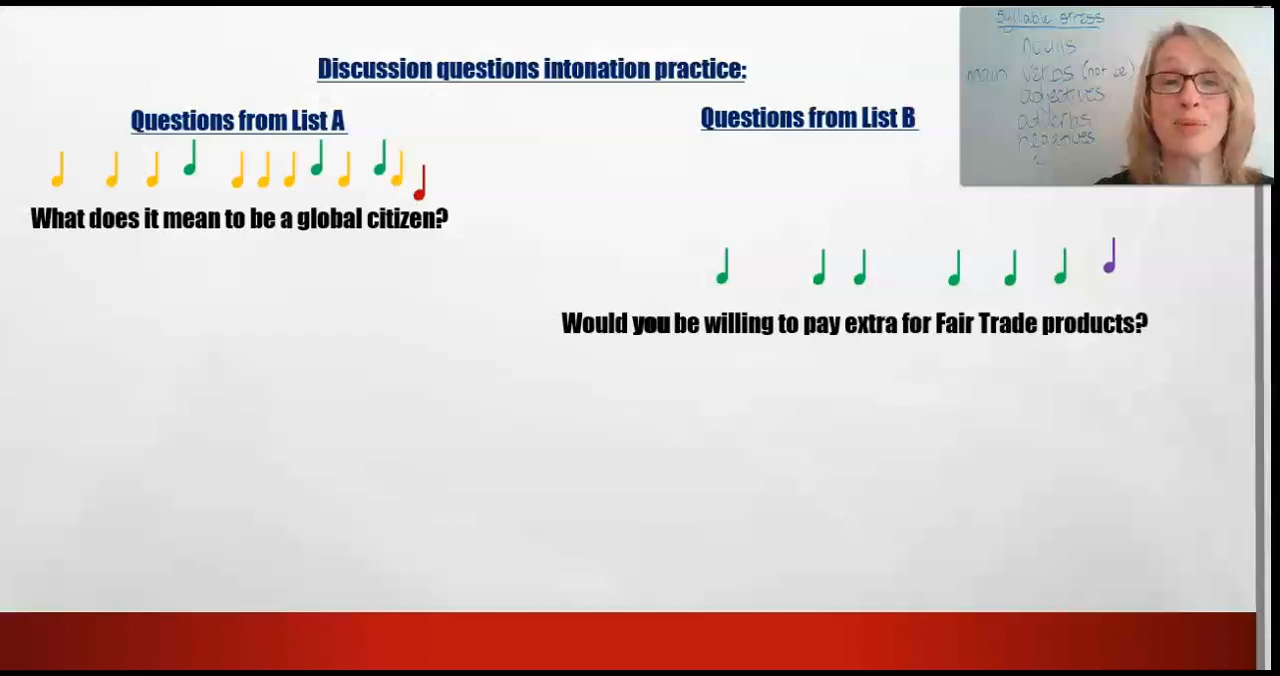 Discussion questions intonation practice:
Questions from List A
Questions from List B
What does it mean to be a global citizen?
Would you be willing to pay extra for Fair Trade products?
syllable stress
main verbs (not be)
adjectives
adverbs
negatives